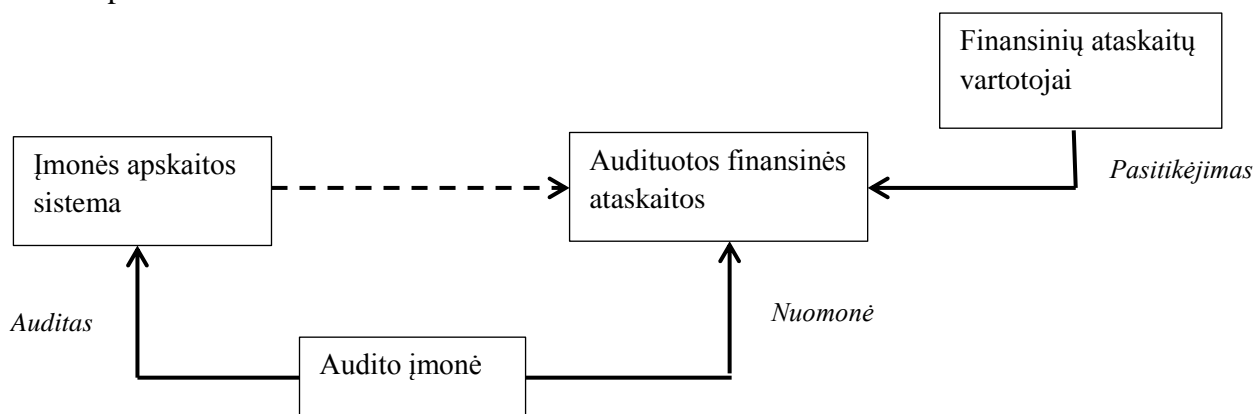 Finansinių ataskaitų
vartotojai
Įmonės apskaitos
sistema
Audituotos finansinės
ataskaitos
Pasitikėjimas
Auditas
Nuomonė
Audito įmonė